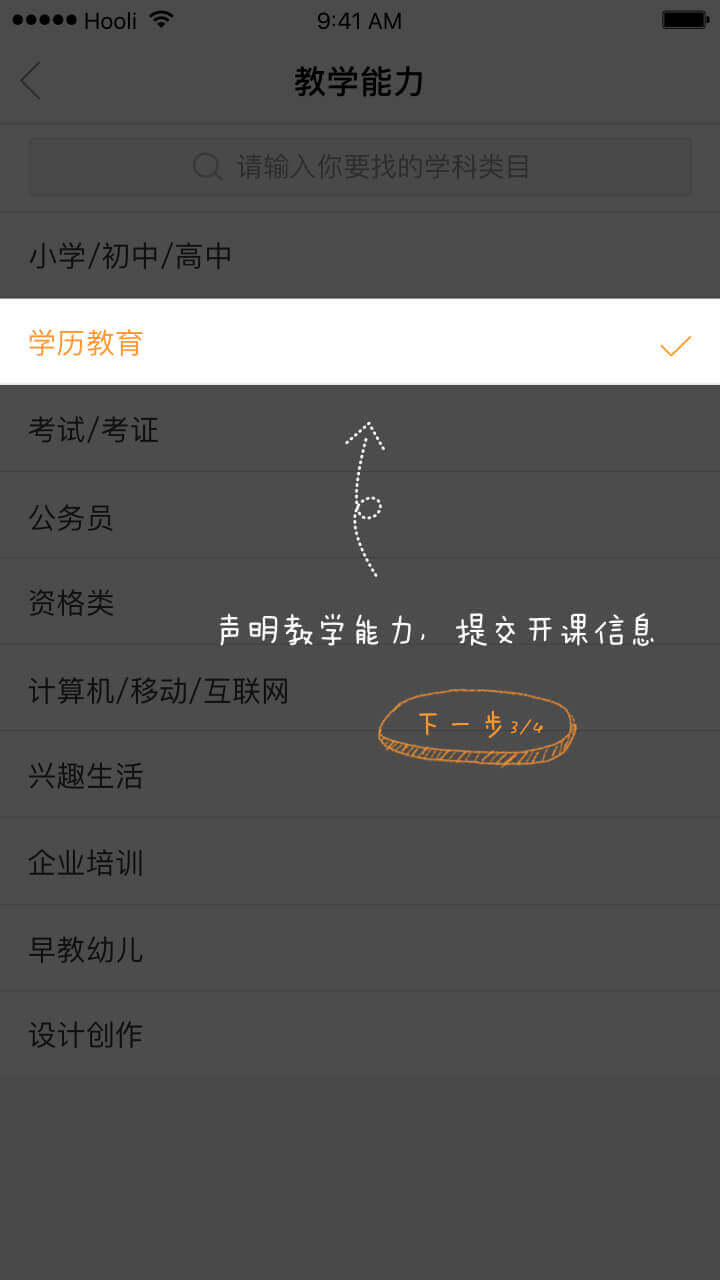 Hooli 9:41 AM
教学能力
请输入你要找的学科类目
小学/初中/高中
学历教育
考试/考证
公务员
资格类
声明教学能力,提交开课信息
计算机/移动/互联网
下一步3/4
兴趣生活
企业培训
早教幼儿
设计创作